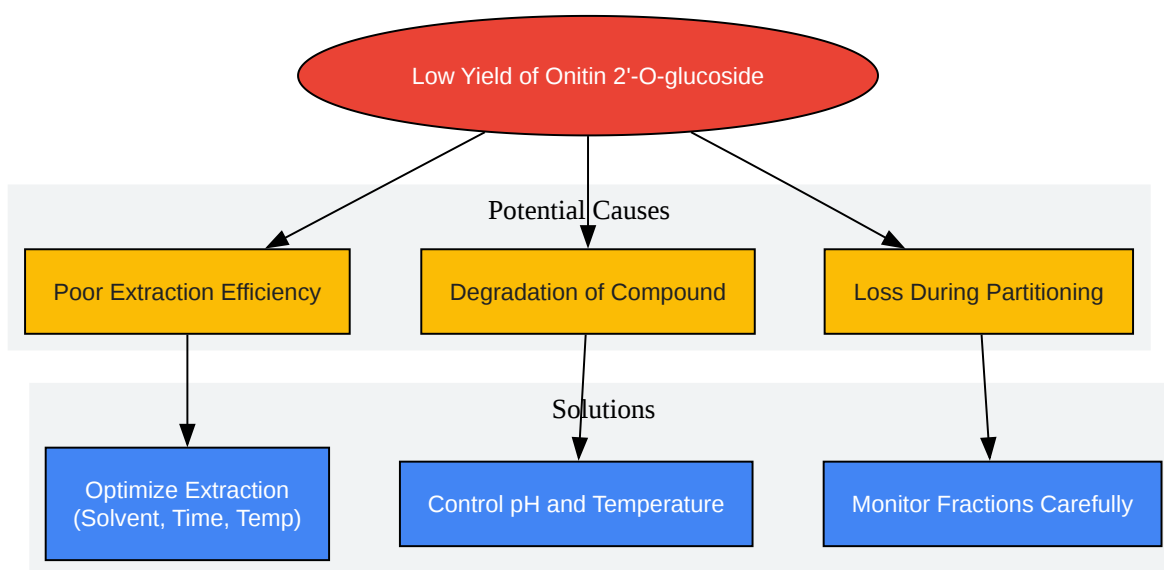 Low Yield of Onitin 2'-O-glucoside
Potential Causes
Poor Extraction Efficiency
Degradation of Compound
Loss During Partitioning
Solutions
Optimize Extraction
(Solvent, Time, Temp)
Control pH and Temperature
Monitor Fractions Carefully